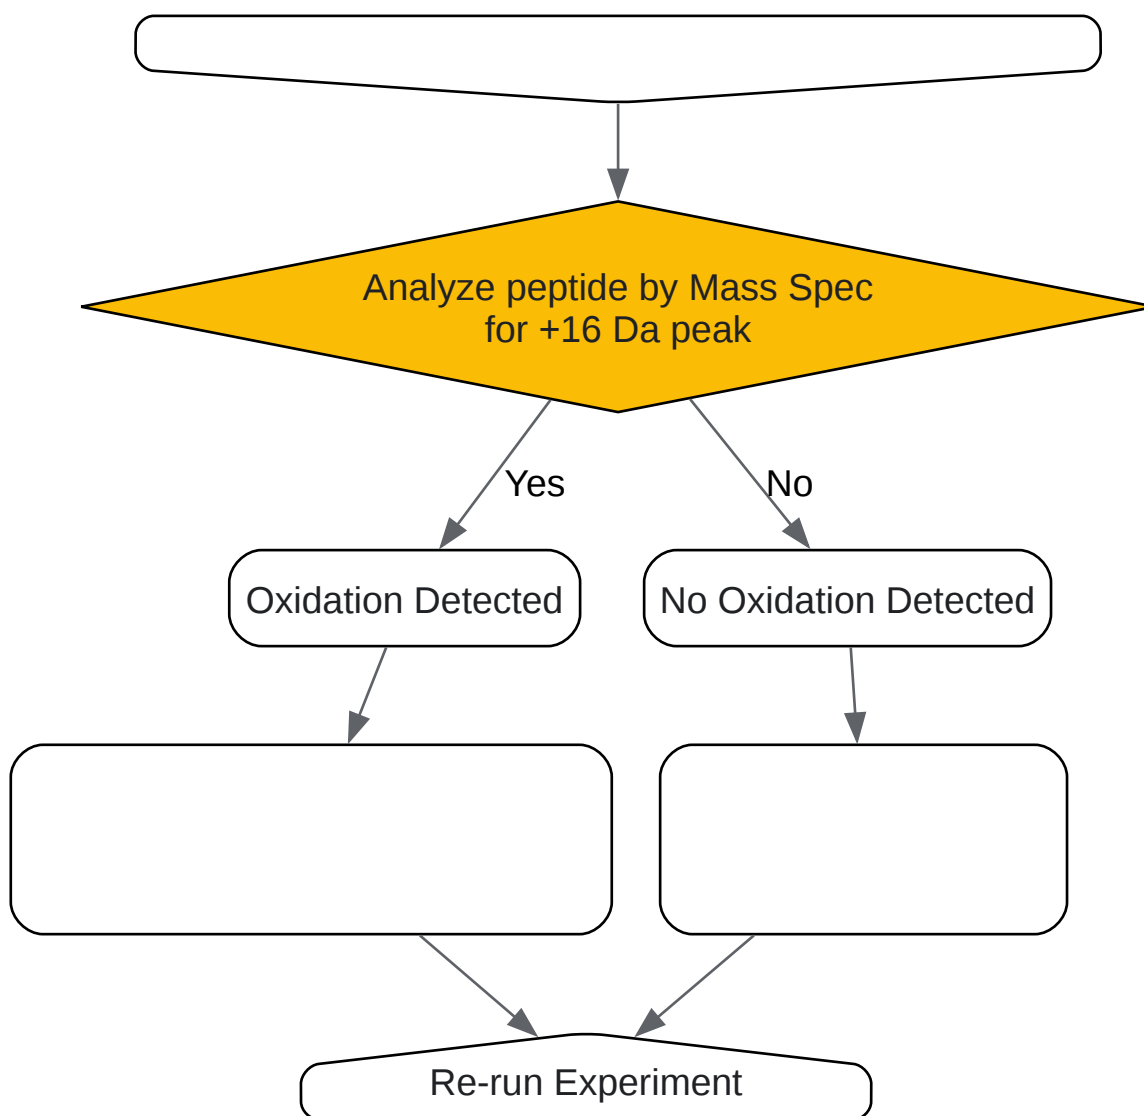 Analyze peptide by Mass Spec
for +16 Da peak
Yes
No
Oxidation Detected
No Oxidation Detected
Re-run Experiment